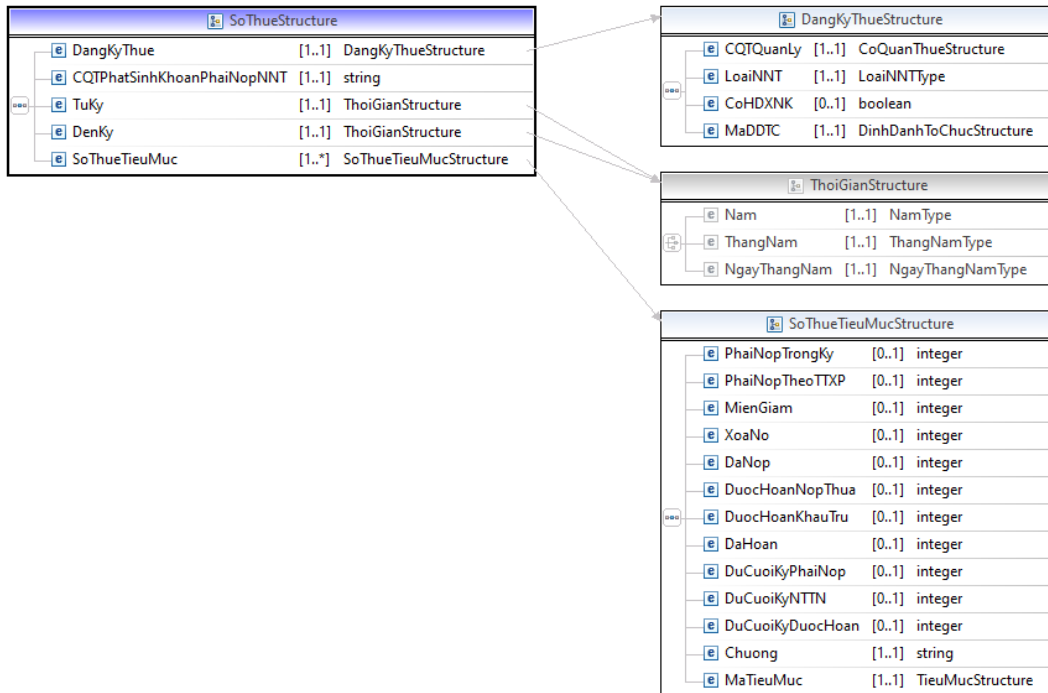 SoThueStructure
DangKyThue [1..1] DangKyThueStructure
CQTPhatSinhKhoanPhaiNopNNT [1..1] string
TuKy [1..1] ThoiGianStructure
DenKy [1..1] ThoiGianStructure
SoThueTieuMuc [1..*] SoThueTieuMucStructure
DangKyThueStructure
CQTQuanLy [1..1] CoQuanThueStructure
LoaiNNT [1..1] LoaiNNTType
CoHDXNK [0..1] boolean
MaDDTC [1..1] DinhDanhToChucStructure
ThoiGianStructure
Nam [1..1] NamType
ThangNam [1..1] ThangNamType
NgayThangNam [1..1] NgayThangNamType
SoThueTieuMucStructure
PhaiNopTrongKy [0..1] integer
PhaiNopTheoTTXP [0..1] integer
MienGiam [0..1] integer
XoaNo [0..1] integer
DaNop [0..1] integer
DuocHoanNopThua [0..1] integer
DuocHoanKhauTru [0..1] integer
DaHoan [0..1] integer
DuCuoiKyPhaiNop [0..1] integer
DuCuoiKyNTTN [0..1] integer
DuCuoiKyDuocHoan [0..1] integer
Chuong [1..1] string
MaTieuMuc [1..1] TieuMucStructure